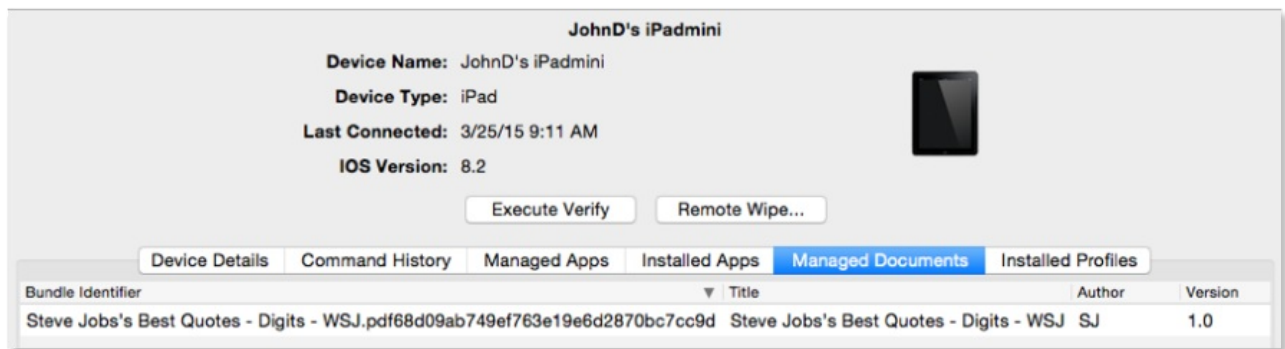 JohnD's iPadmini
Device Name: JohnD's iPadmini
Device Type: iPad
Last Connected: 3/25/15 9:11 AM
IOS Version: 8.2
Execute Verify Remote Wipe...
Device Details Command History Managed Apps Installed Apps Managed Documents Installed Profiles
Bundle Identifier Title Author Version
Steve Jobs's Best Quotes - Digits - WSJ.pdf68d09ab749ef763e19e6d2870bc7cc9d Steve Jobs's Best Quotes - Digits - WSJ SJ 1.0